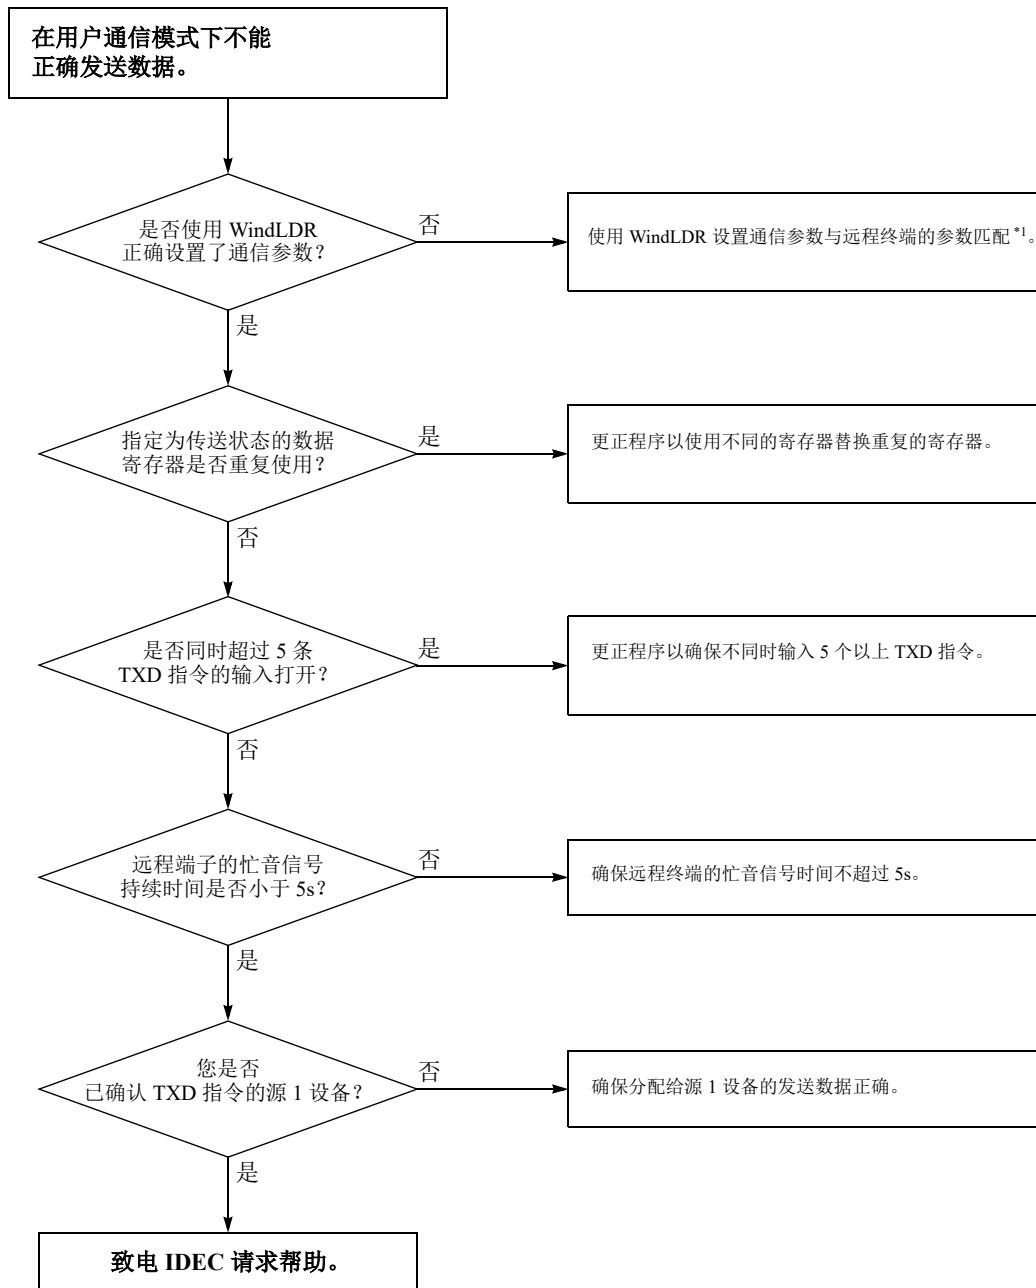 在用户通信模式下不能
正确发送数据。
是否使用 WindLDR
正确设置了通信参数？
否
使用 WindLDR 设置通信参数与远程终端的参数匹配 *1。
是
指定为传送状态的数据
寄存器是否重复使用？
是
更正程序以使用不同的寄存器替换重复的寄存器。
否
是否同时超过 5 条
TXD 指令的输入打开？
是
更正程序以确保不同时输入 5 个以上 TXD 指令。
否
远程端子的忙音信号
持续时间是否小于 5s？
否
确保远程终端的忙音信号时间不超过 5s。
是
您是否
已确认 TXD 指令的源 1 设备？
否
确保分配给源 1 设备的发送数据正确。
是
致电 IDEC 请求帮助。